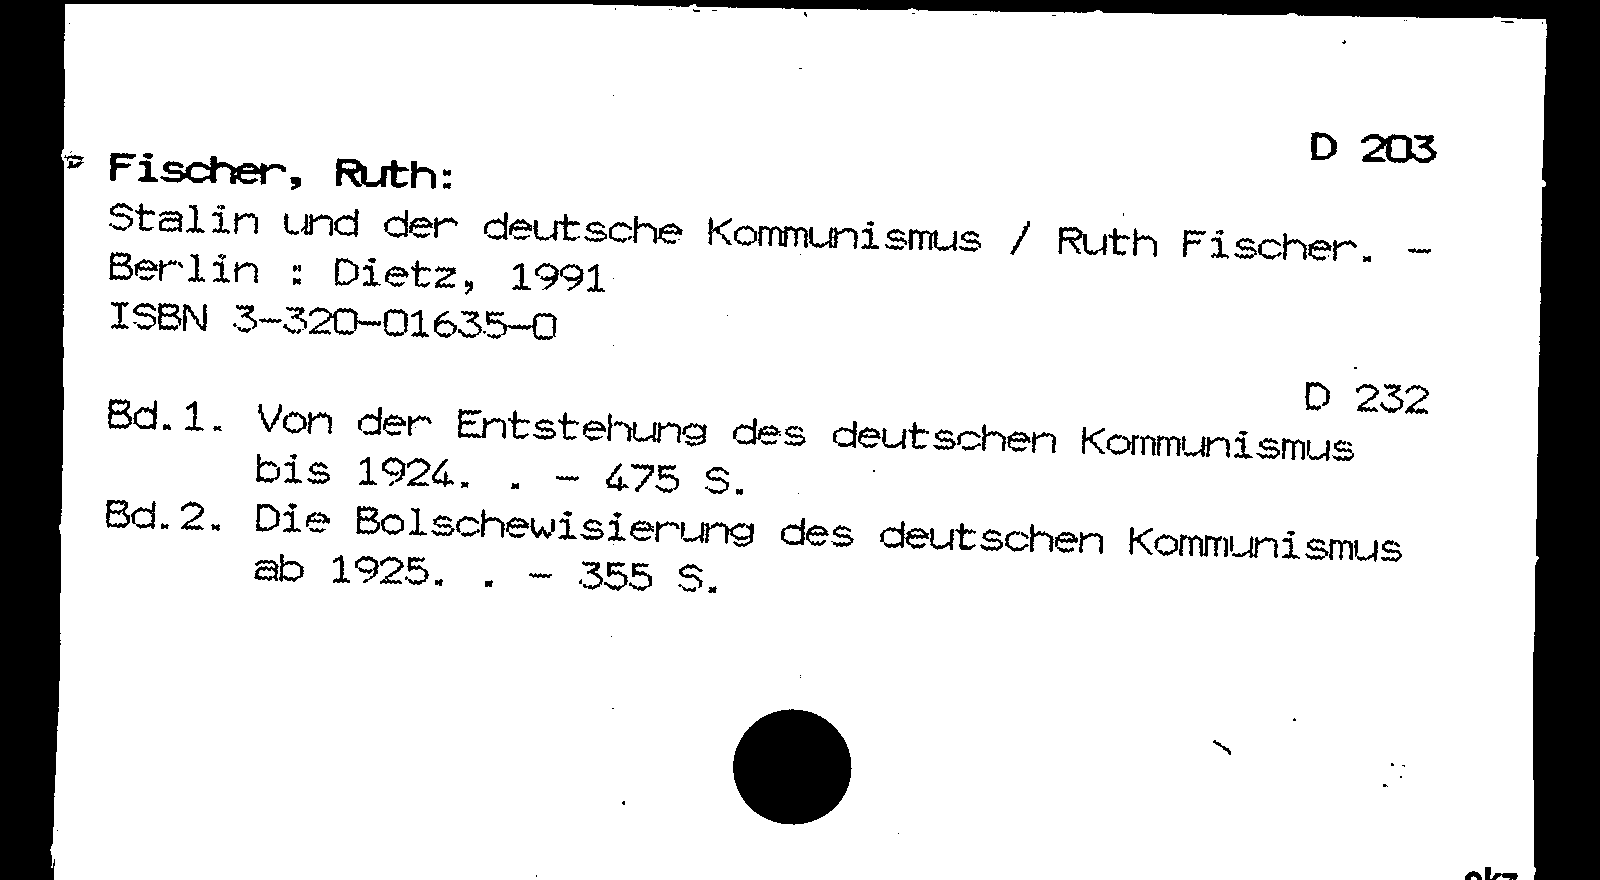 D 203
Fischer, Ruth:
Stalin und der deutsche Kommunismus / Ruth Fischer. -
Berlin : Dietz, 1991
ISBN 3-320-01635-0
D 232
Bd.1. Von der Entstehung des deutschen Kommunismus
bis 1924. . - 475 S.
Bd.2. Die Bolschewisierung des deutschen Kommunismus
ab 1925. . - 355 S.